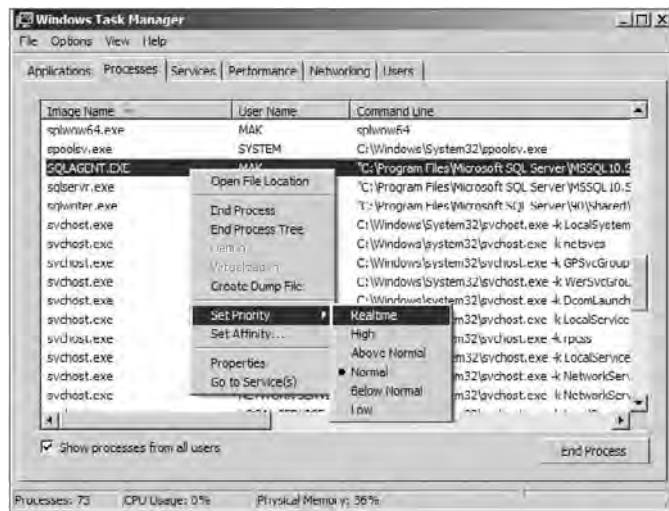 Windows Task Manager
File Options View Help
Applications Processes Services Performance Networking Users
Image Name User Name Command Line
splwow64.exe MAK splwow64
spoolsv.exe SYSTEM C:\Windows\System32\spoolsv.exe
SQLAGENT.EXE MAK "C:\Program Files\Microsoft SQL Server\MSSQL10.S
sqlservr.exe "C:\Program Files\Microsoft SQL Server\MSSQL10.S
sqlwriter.exe "C:\Program Files\Microsoft SQL Server\90\Shared\
svchost.exe C:\Windows\System32\svchost.exe -k LocalSystem
svchost.exe C:\Windows\system32\svchost.exe -k netsvcs
svchost.exe C:\Windows\system32\svchost.exe -k GPSvcGroup
svchost.exe C:\Windows\System32\svchost.exe -k WerSvcGrou
svchost.exe C:\Windows\system32\svchost.exe -k DcomLaunch
svchost.exe em32\svchost.exe -k LocalService
svchost.exe em32\svchost.exe -k rpcss
svchost.exe em32\svchost.exe -k LocalService
svchost.exe em32\svchost.exe -k NetworkServ
svchost.exe em32\svchost.exe -k NetworkServ
Open File Location
End Process
End Process Tree
Debug
Virtualization
Create Dump File
Set Priority
Set Affinity...
Properties
Go to Service(s)
Realtime
High
Above Normal
Normal
Below Normal
Low
Show processes from all users
End Process
Processes: 73 CPU Usage: 0% Physical Memory: 36%